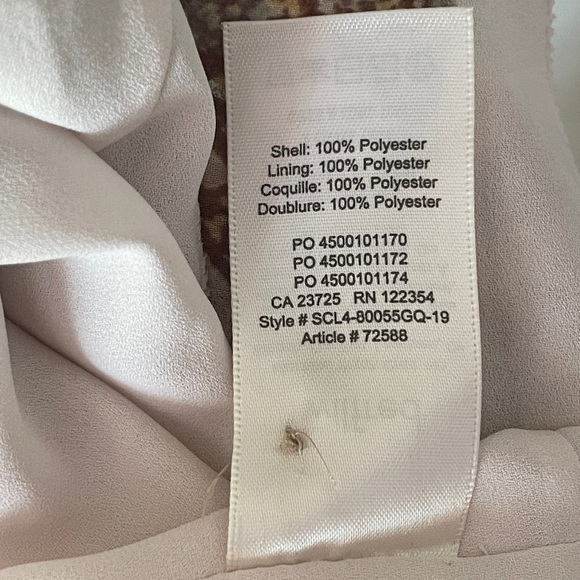 Shell: 100% Polyester
Lining: 100% Polyester
Coquille: 100% Polyester
Doublure: 100% Polyester
PO 4500101170
PO 4500101172
PO 4500101174
CA 23725 RN 122354
Style # SCL4-80055GQ-19
Article # 72588